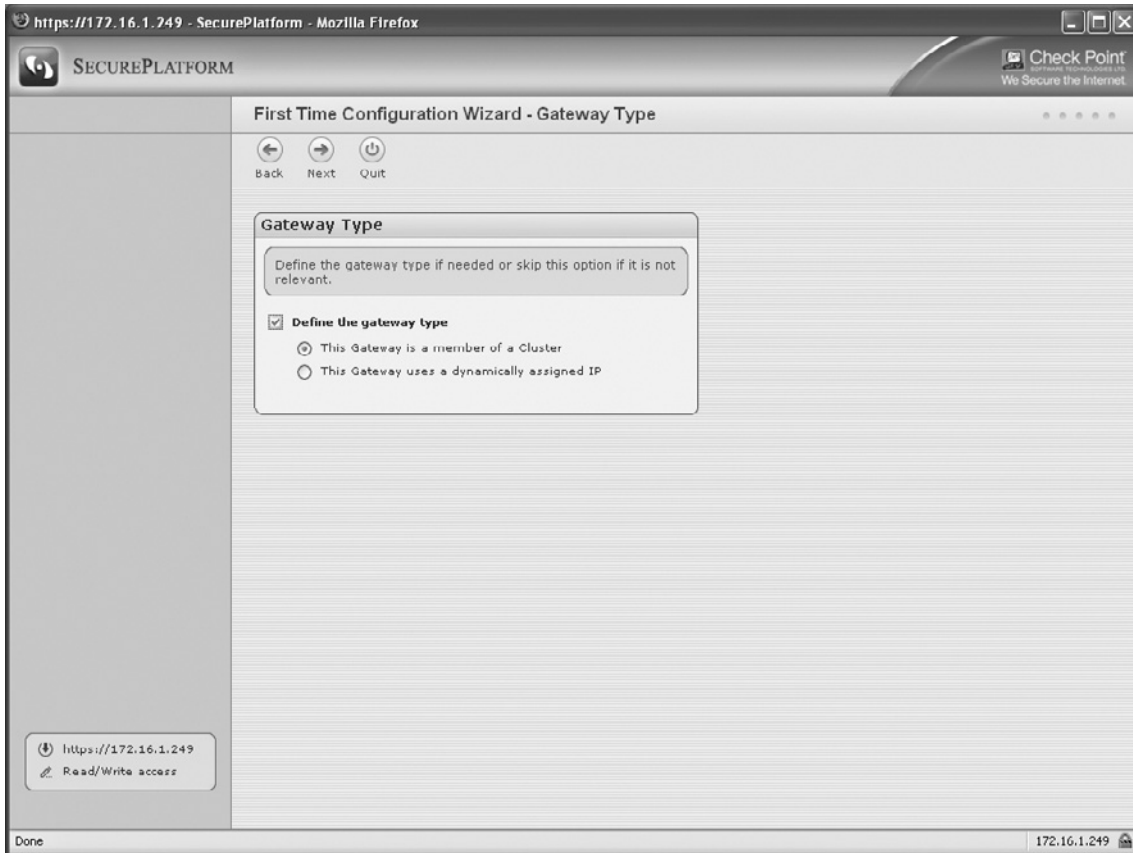 https://172.16.1.249 - SecurePlatform - Mozilla Firefox
SECUREPLATFORM
Check Point
SOFTWARE TECHNOLOGIES LTD.
We Secure the Internet.
First Time Configuration Wizard - Gateway Type
Back Next Quit
Gateway Type
Define the gateway type if needed or skip this option if it is not
relevant.
Define the gateway type
This Gateway is a member of a Cluster
This Gateway uses a dynamically assigned IP
https://172.16.1.249
Read/Write access
Done
172.16.1.249